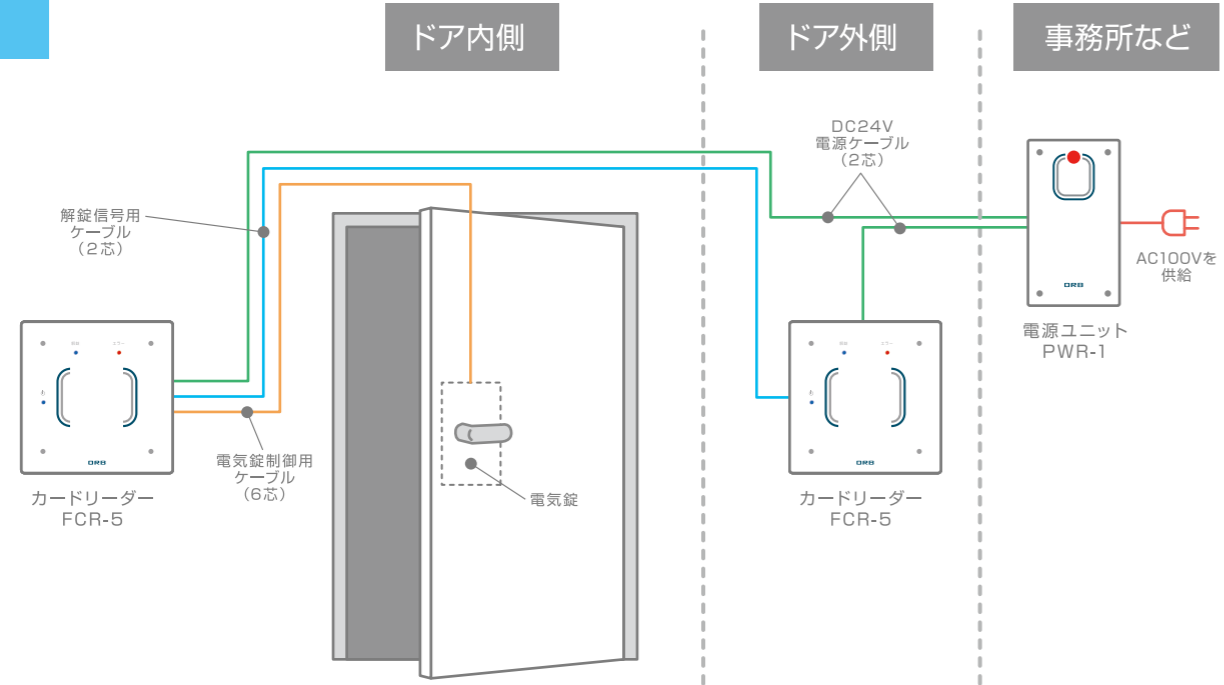 ドア内側
ドア外側
事務所など
DC24V
電源ケーブル
（2芯）
解錠信号用
ケーブル
（2芯）
AC100Vを
供給
ORB
電源ユニット
PWR-1
ORB
カードリーダー
FCR-5
電気錠制御用
ケーブル
（6芯）
電気錠
ORB
カードリーダー
FCR-5